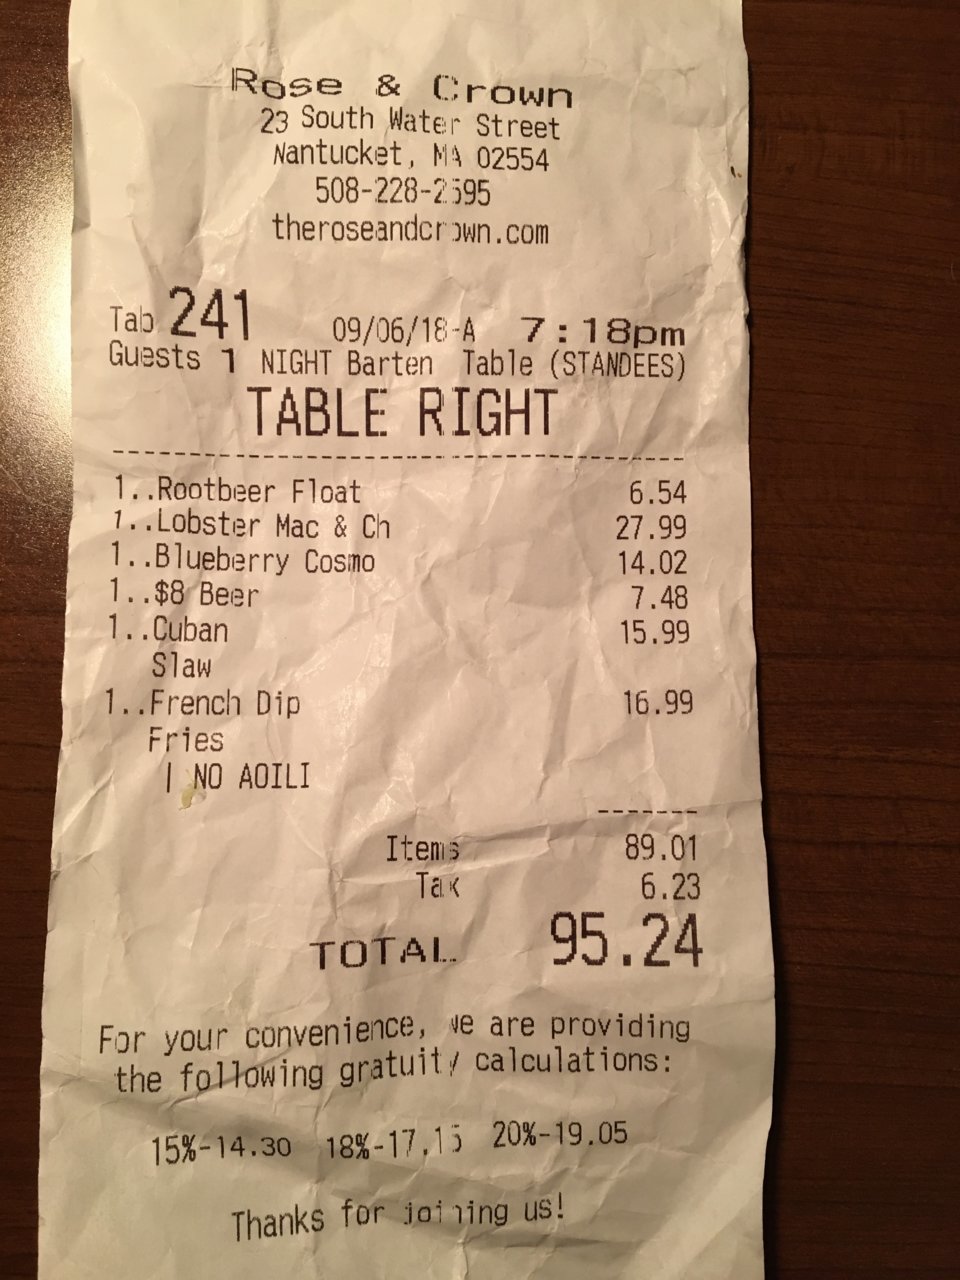 Rose & Crown
23 South Water Street
Nantucket, MA 02554
508-228-2595
theroseandcrown.com
Tab 241 09/06/18-A 7:18pm
Guests 1 NIGHT Barten Table (STANDEES)
TABLE RIGHT
1..Rootbeer Float 6.54
1..Lobster Mac & Ch 27.99
1..Blueberry Cosmo 14.02
1..$8 Beer 7.48
1..Cuban 15.99
Slaw
1..French Dip 16.99
Fries
| NO AOILI
Items 89.01
Tax 6.23
TOTAL 95.24
For your convenience, we are providing
the following gratuity calculations:
15%-14.30 18%-17.15 20%-19.05
Thanks for joining us!